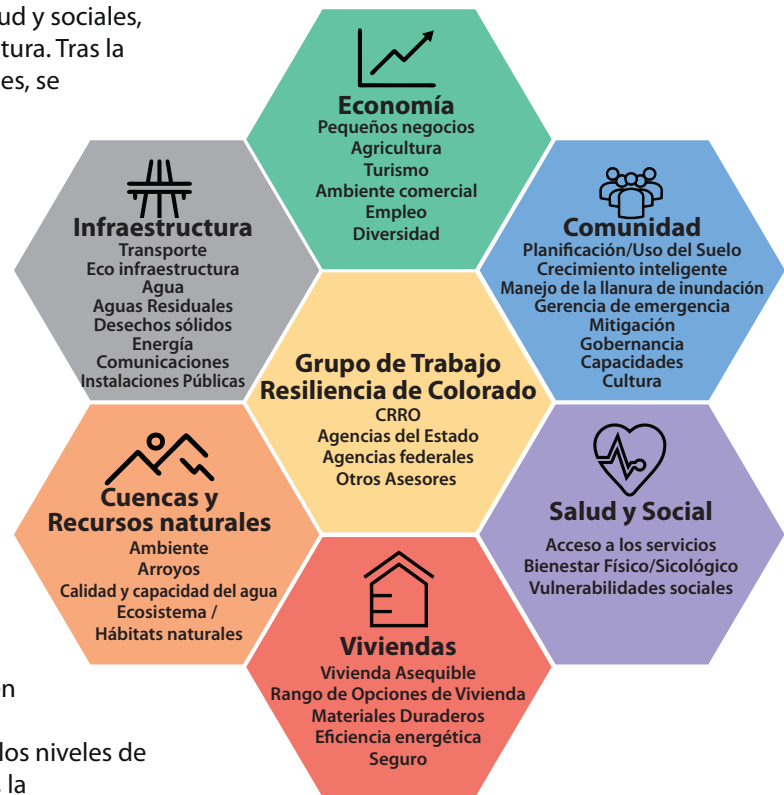 ud y sociales,
tura. Tras la
es, se
Economía
Pequeños negocios
Agricultura
Turismo
Ambiente comercial
Empleo
Diversidad
Infraestructura
Transporte
Eco infraestructura
Agua
Aguas Residuales
Desechos sólidos
Energía
Comunicaciones
Instalaciones Públicas
Comunidad
Planificación/Uso del Suelo
Crecimiento inteligente
Manejo de la llanura de inundación
Gerencia de emergencia
Mitigación
Gobernancia
Capacidades
Cultura
Grupo de Trabajo
Resiliencia de Colorado
CRRO
Agencias del Estado
Agencias federales
Otros Asesores
Cuencas y
Recursos naturales
Ambiente
Arroyos
Calidad y capacidad del agua
Ecosistema /
Hábitats naturales
Salud y Social
Acceso a los servicios
Bienestar Físico/Sicológico
Vulnerabilidades sociales
Viviendas
Vivienda Asequible
Rango de Opciones de Vivienda
Materiales Duraderos
Eficiencia energética
Seguro
en
los niveles de
la